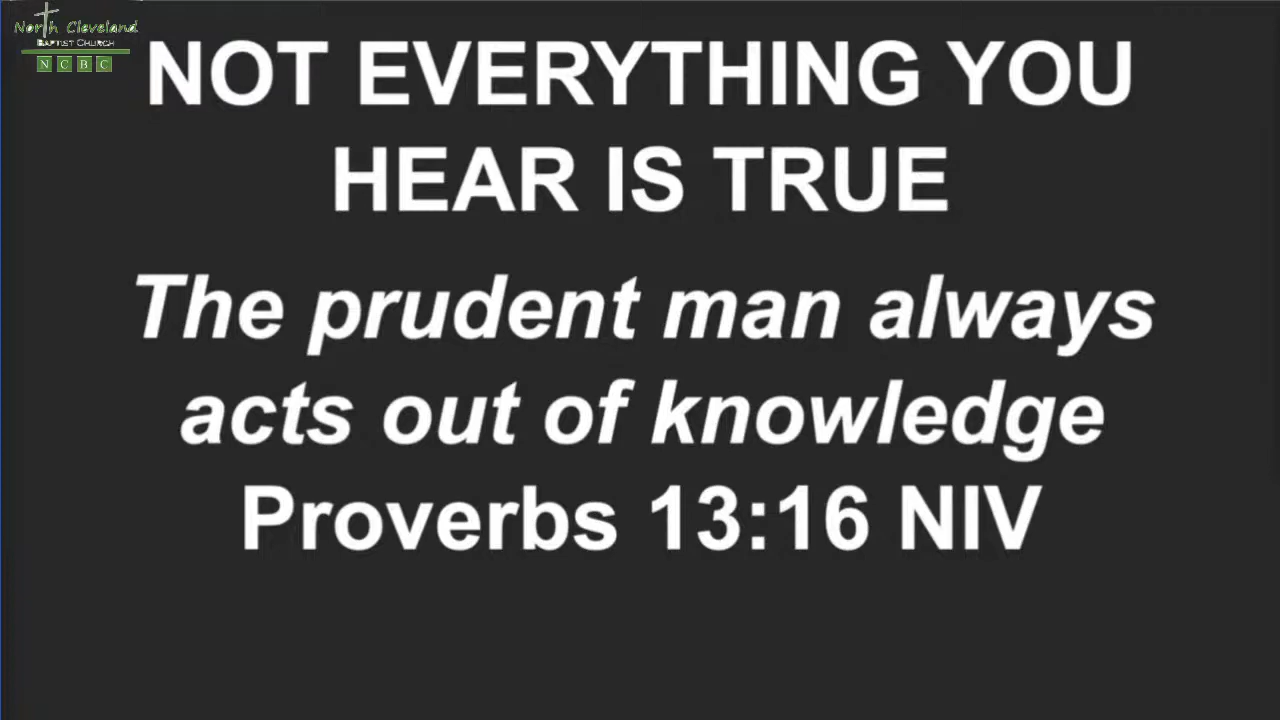 North Cleveland
BAPTIST CHURCH
N C B C
NOT EVERYTHING YOU
HEAR IS TRUE
The prudent man always
acts out of knowledge
Proverbs 13:16 NIV